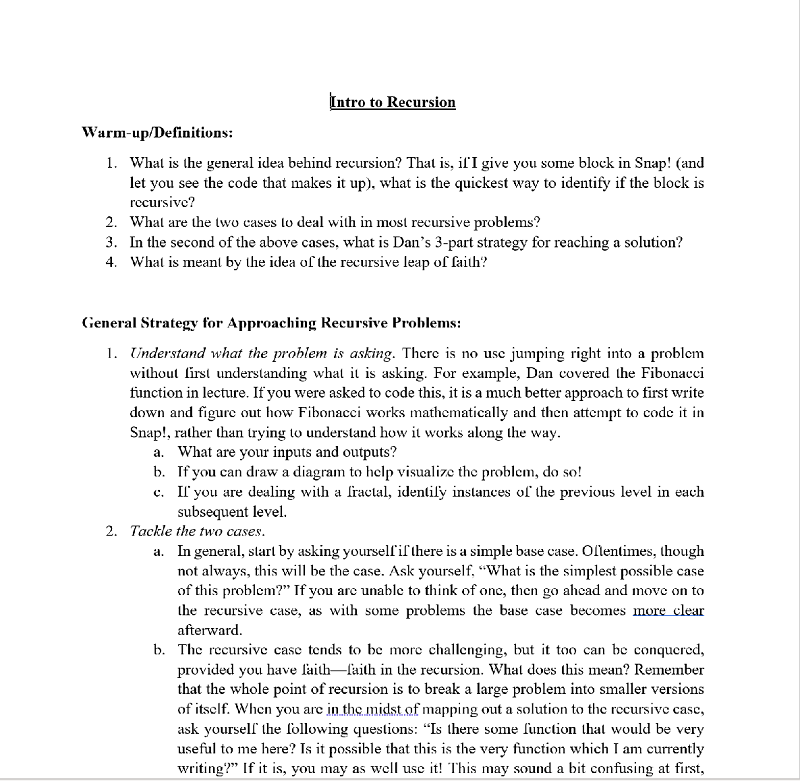 Intro to Recursion
Warm-up/Definitions:
1. What is the general idea behind recursion? That is, if I give you some block in Snap! (and
let you see the code that makes it up), what is the quickest way to identify if the block is
recursive?
2. What are the two cases to deal with in most recursive problems?
3. In the second of the above cases, what is Dan’s 3-part strategy for reaching a solution?
4. What is meant by the idea of the recursive leap of faith?
General Strategy for Approaching Recursive Problems:
1. Understand what the problem is asking. There is no use jumping right into a problem
without first understanding what it is asking. For example, Dan covered the Fibonacci
function in lecture. If you were asked to code this, it is a much better approach to first write
down and figure out how Fibonacci works mathematically and then attempt to code it in
Snap!, rather than trying to understand how it works along the way.
a. What are your inputs and outputs?
b. If you can draw a diagram to help visualize the problem, do so!
c. If you are dealing with a fractal, identify instances of the previous level in each
subsequent level.
2. Tackle the two cases.
a. In general, start by asking yourself if there is a simple base case. Oftentimes, though
not always, this will be the case. Ask yourself, “What is the simplest possible case
of this problem?” If you are unable to think of one, then go ahead and move on to
the recursive case, as with some problems the base case becomes more clear
afterward.
b. The recursive case tends to be more challenging, but it too can be conquered,
provided you have faith—faith in the recursion. What does this mean? Remember
that the whole point of recursion is to break a large problem into smaller versions
of itself. When you are in the midst of mapping out a solution to the recursive case,
ask yourself the following questions: “Is there some function that would be very
useful to me here? Is it possible that this is the very function which I am currently
writing?” If it is, you may as well use it! This may sound a bit confusing at first,